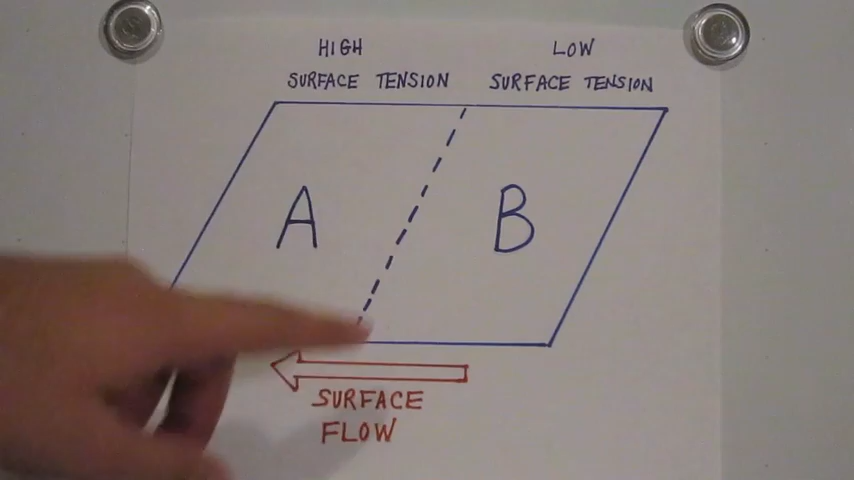 HIGH
SURFACE TENSION
LOW
SURFACE TENSION
A
B
SURFACE
FLOW